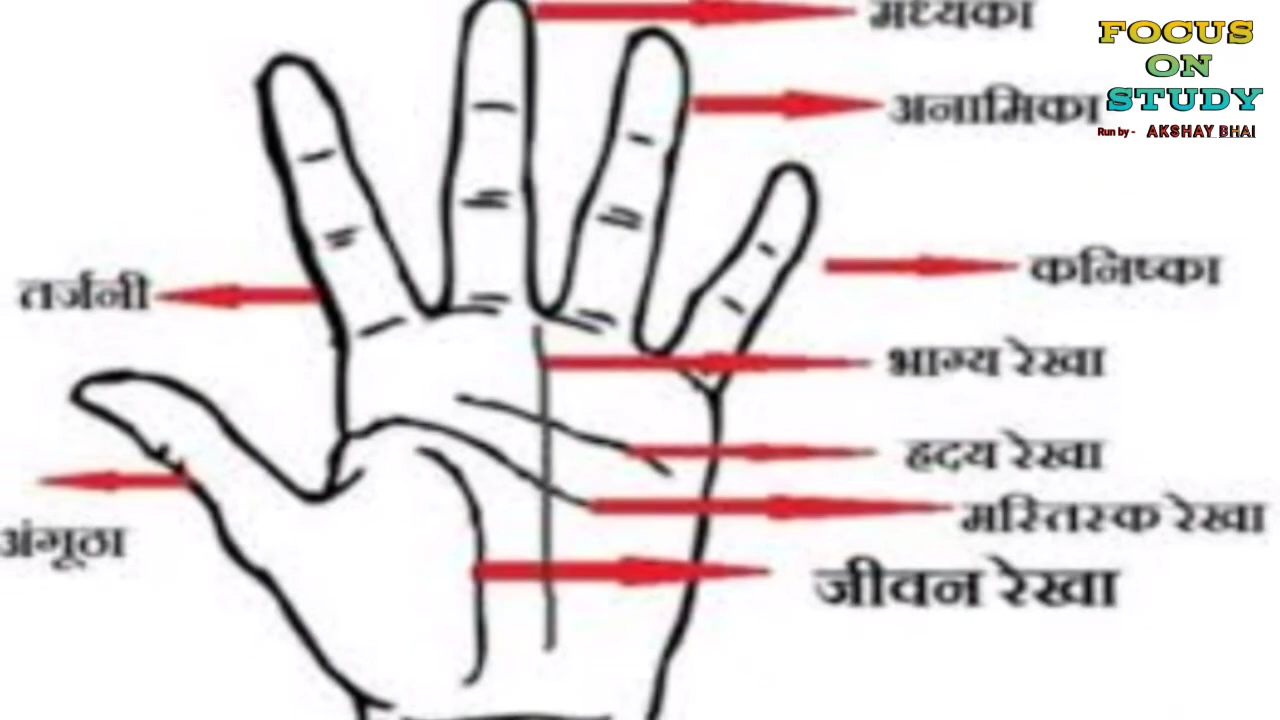 मध्यका
FOCUS
ON
STUDY
Run by - AKSHAY BHAI
अनामिका
कनिष्का
तर्जनी
भाग्य रेखा
हृदय रेखा
मस्तिस्क रेखा
अंगूठा
जीवन रेखा